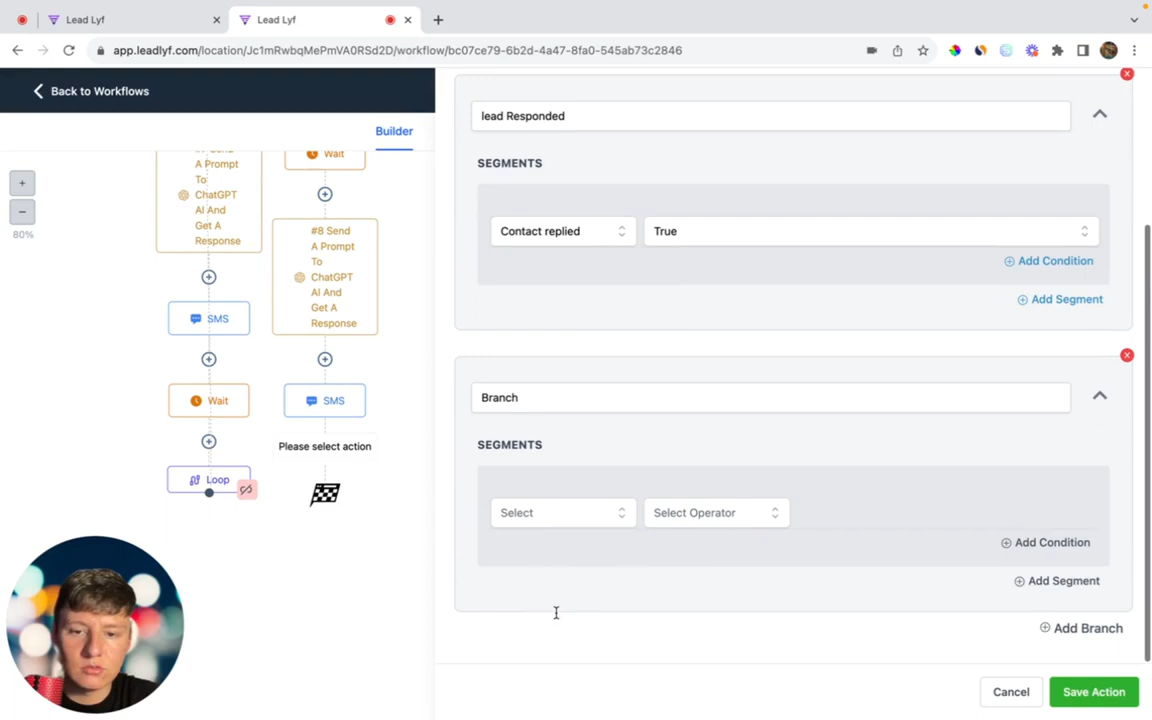 Lead Lyf
Lead Lyf
app.leadlyf.com/location/Jc1mRwbqMePmVA0RSd2D/workflow/bc07ce79-6b2d-4a47-8fa0-545ab73c2846
Back to Workflows
Builder
80%
A Prompt
To
ChatGPT
AI And
Get A
Response
SMS
Wait
Loop
Wait
#8 Send
A Prompt
To
ChatGPT
AI And
Get A
Response
SMS
Please select action
lead Responded
SEGMENTS
Contact replied
True
Add Condition
Add Segment
Branch
SEGMENTS
Select
Select Operator
Add Condition
Add Segment
Add Branch
Cancel
Save Action